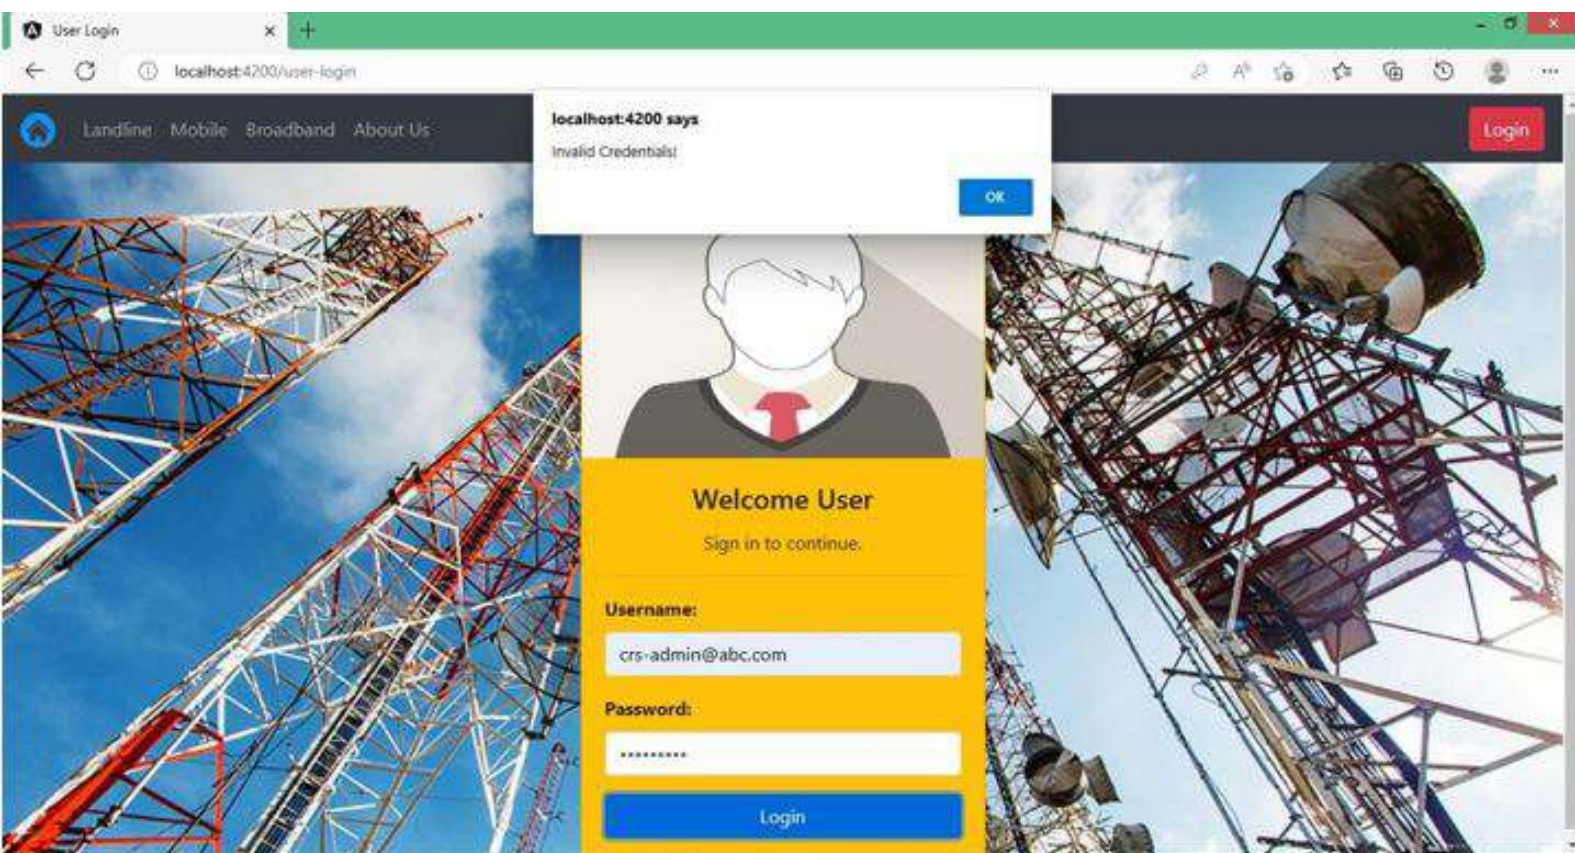 User Login
localhost:4200/user-login
Landline Mobile Broadband About Us
Login
localhost:4200 says
Invalid Credentials!
OK
Welcome User
Sign in to continue.
Username:
crs-admin@abc.com
Password:
Login